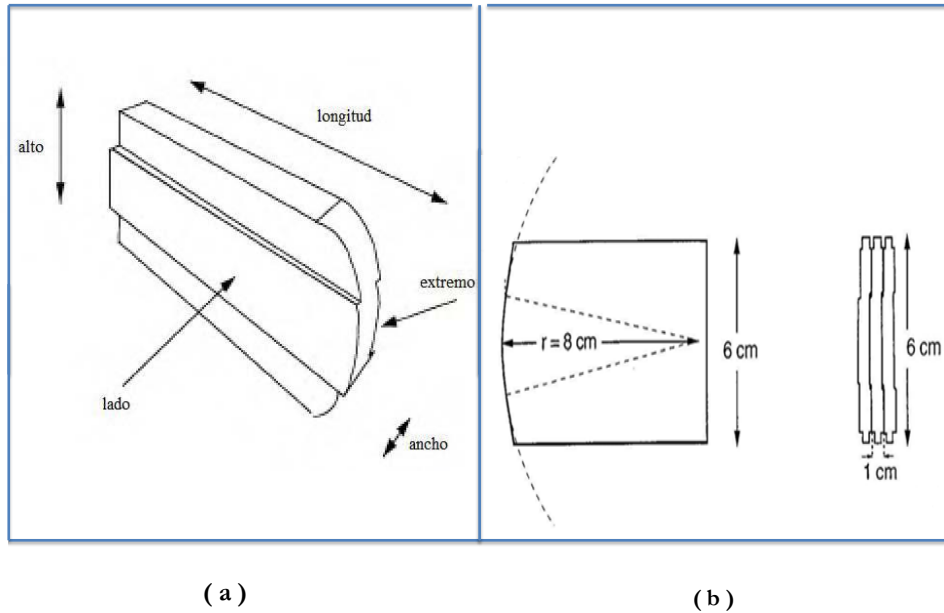 alto
longitud
extremo
lado
ancho
r = 8 cm
6 cm
6 cm
1 cm
( a )
( b )